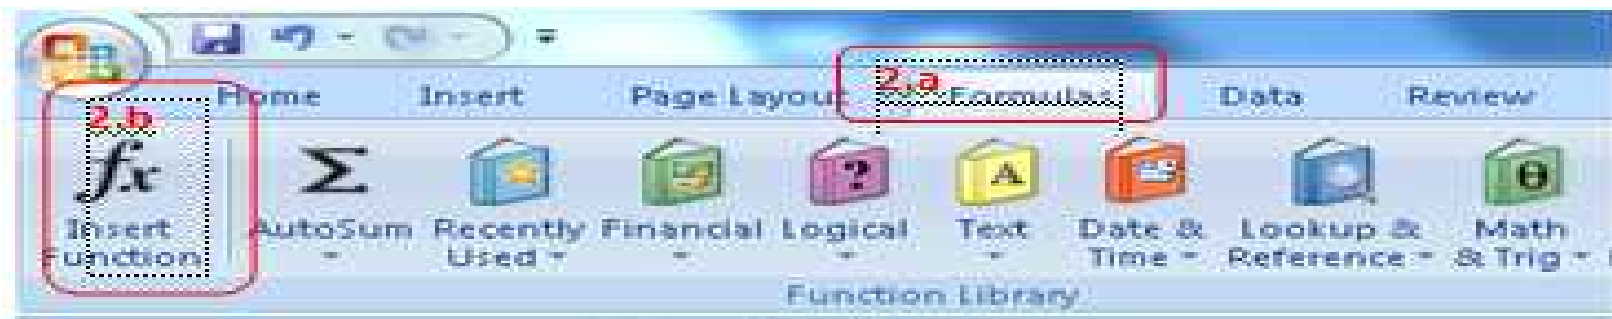 2.a
Home Insert Page Layout Formulas Data Review
2.b
fx Σ ? A θ
Insert Function AutoSum Recently Used Financial Logical Text Date & Time Lookup & Reference Math & Trig
Function Library